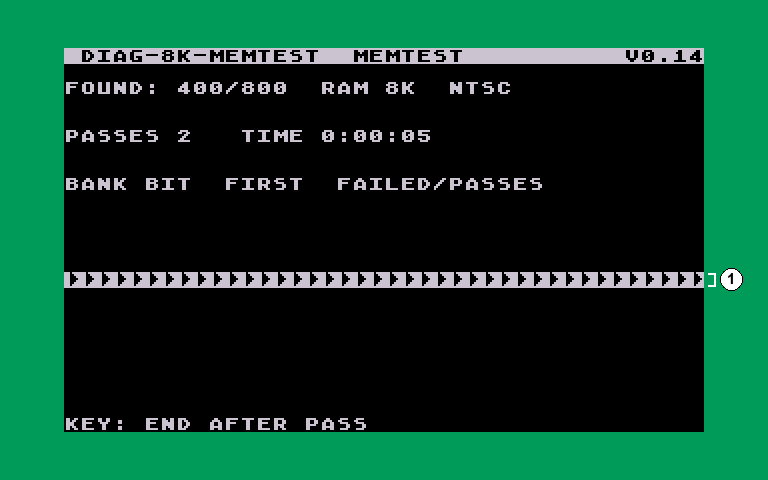 DIAG-8K-MEMTEST MEMTEST V0.14
FOUND: 400/800 RAM 8K NTSC
PASSES 2 TIME 0:00:05
BANK BIT FIRST FAILED/PASSES
1
KEY: END AFTER PASS